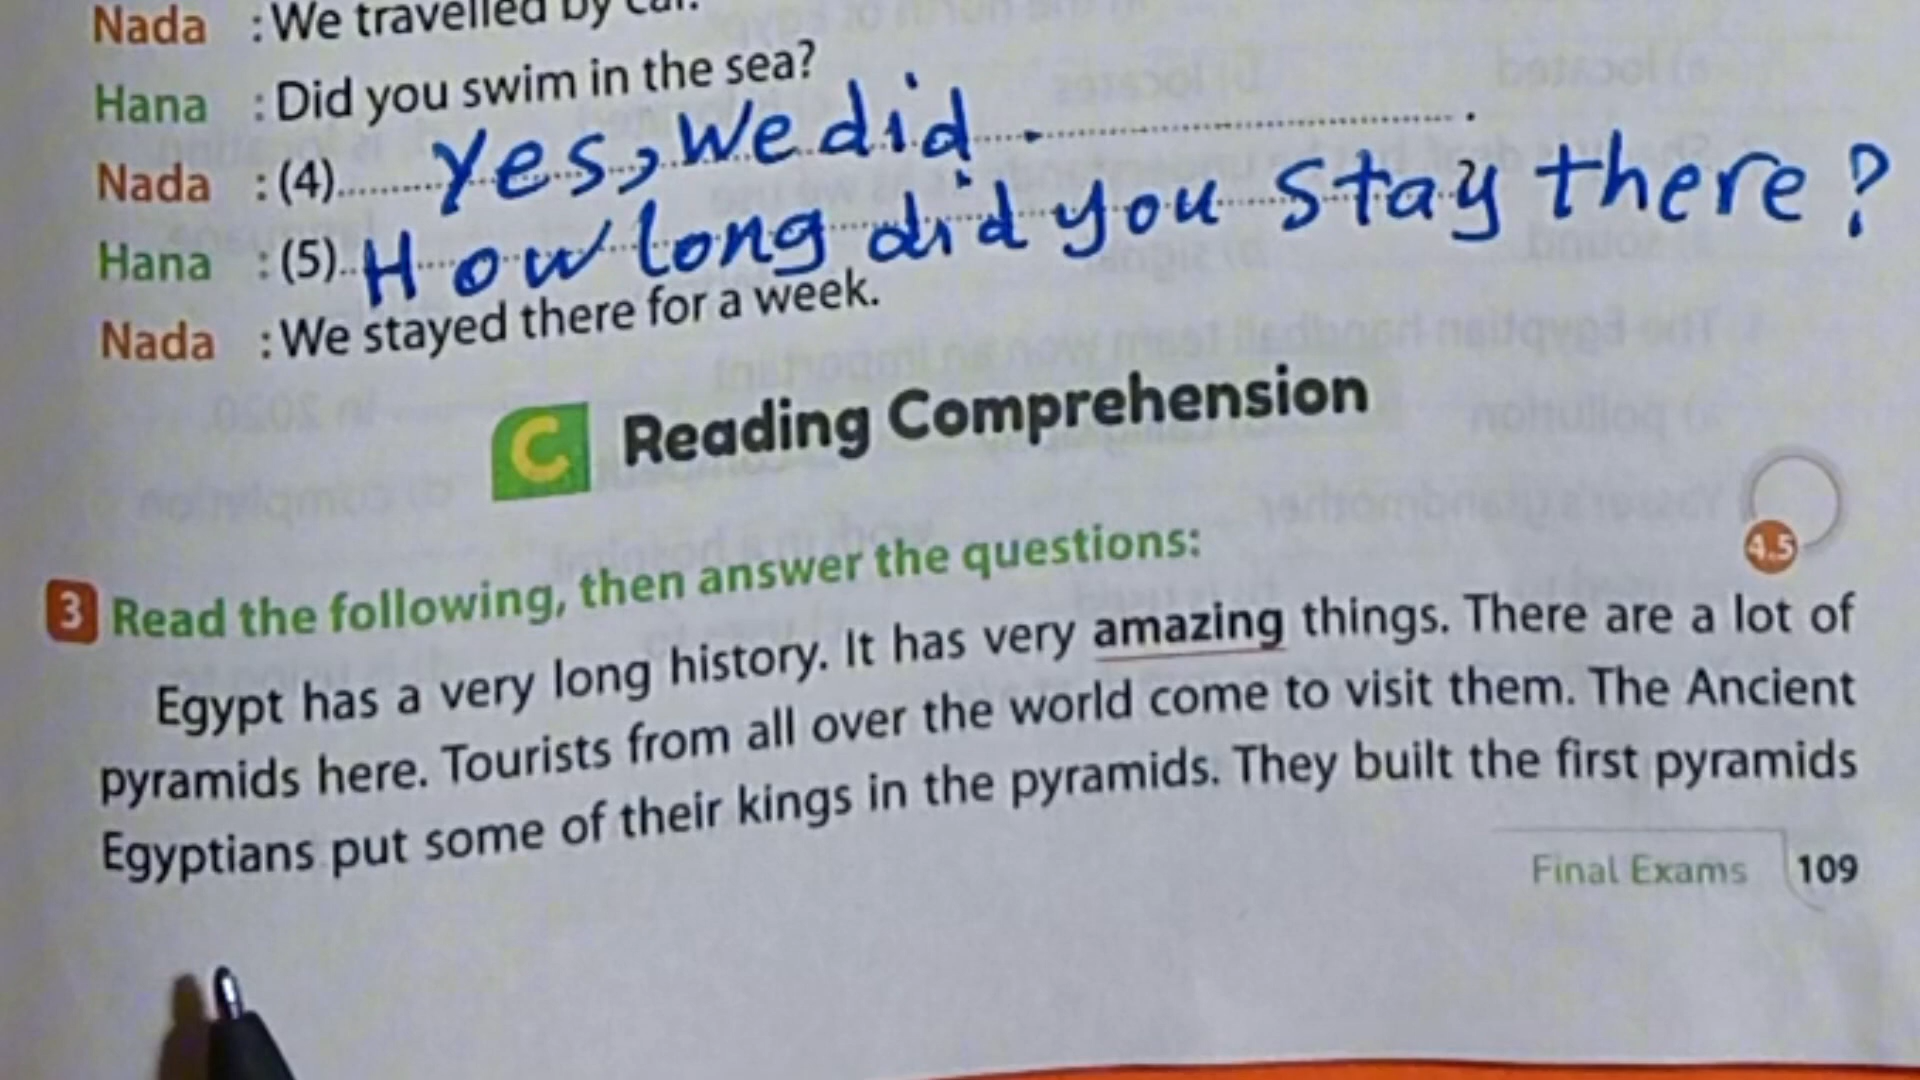 Nada : We travelled by car.
Hana : Did you swim in the sea?
Nada : (4) Yes, we did.
Hana : (5) How long did you stay there?
Nada : We stayed there for a week.
C Reading Comprehension
4.5
3 Read the following, then answer the questions:
Egypt has a very long history. It has very amazing things. There are a lot of
pyramids here. Tourists from all over the world come to visit them. The Ancient
Egyptians put some of their kings in the pyramids. They built the first pyramids
Final Exams 109